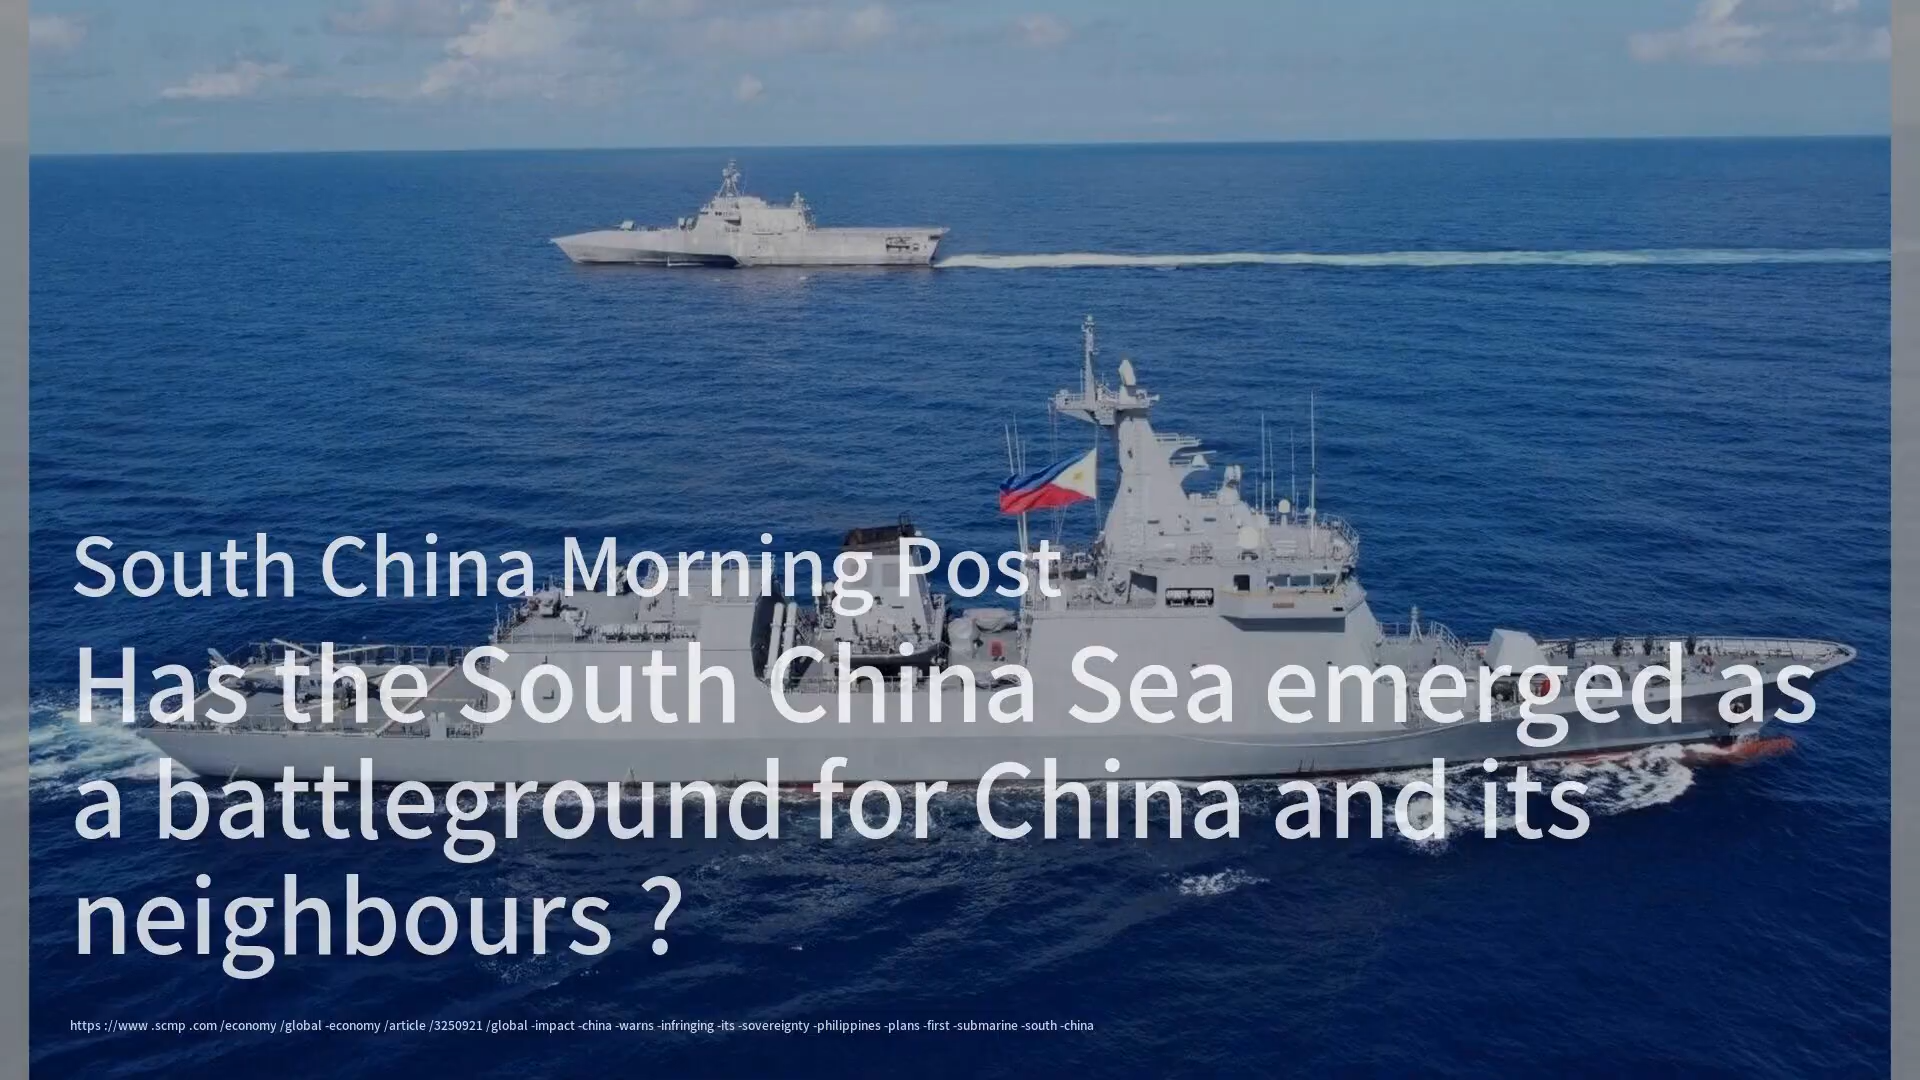 South China Morning Post
Has the South China Sea emerged as
a battleground for China and its
neighbours ?
https ://www .scmp .com /economy /global -economy /article /3250921 /global -impact -china -warns -infringing -its -sovereignty -philippines -plans -first -submarine -south -china